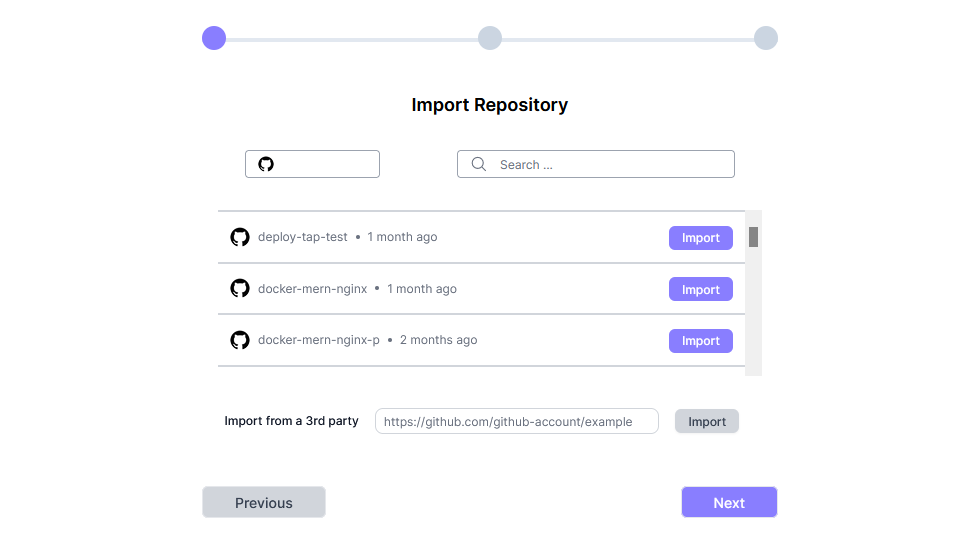 Import Repository
Search ...
deploy-tap-test • 1 month ago Import
docker-mern-nginx • 1 month ago Import
docker-mern-nginx-p • 2 months ago Import
Import from a 3rd party https://github.com/github-account/example Import
Previous Next